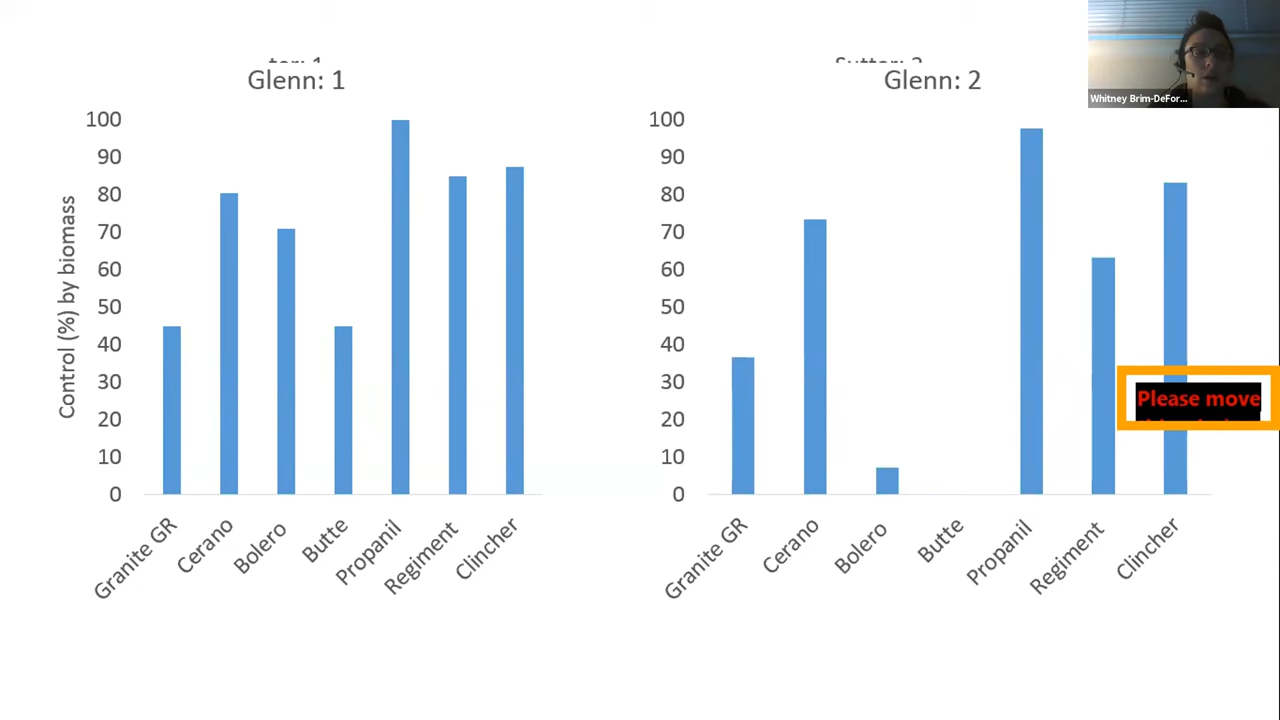 Glenn: 1
100
90
80
70
60
50
40
30
20
10
0
Control (%) by biomass
Granite GR
Cerano
Bolero
Butte
Propanil
Regiment
Clincher
Glenn: 2
100
90
80
70
60
50
40
30
20
10
0
Granite GR
Cerano
Bolero
Butte
Propanil
Regiment
Clincher
Please move
Whitney Brim-DeFor...